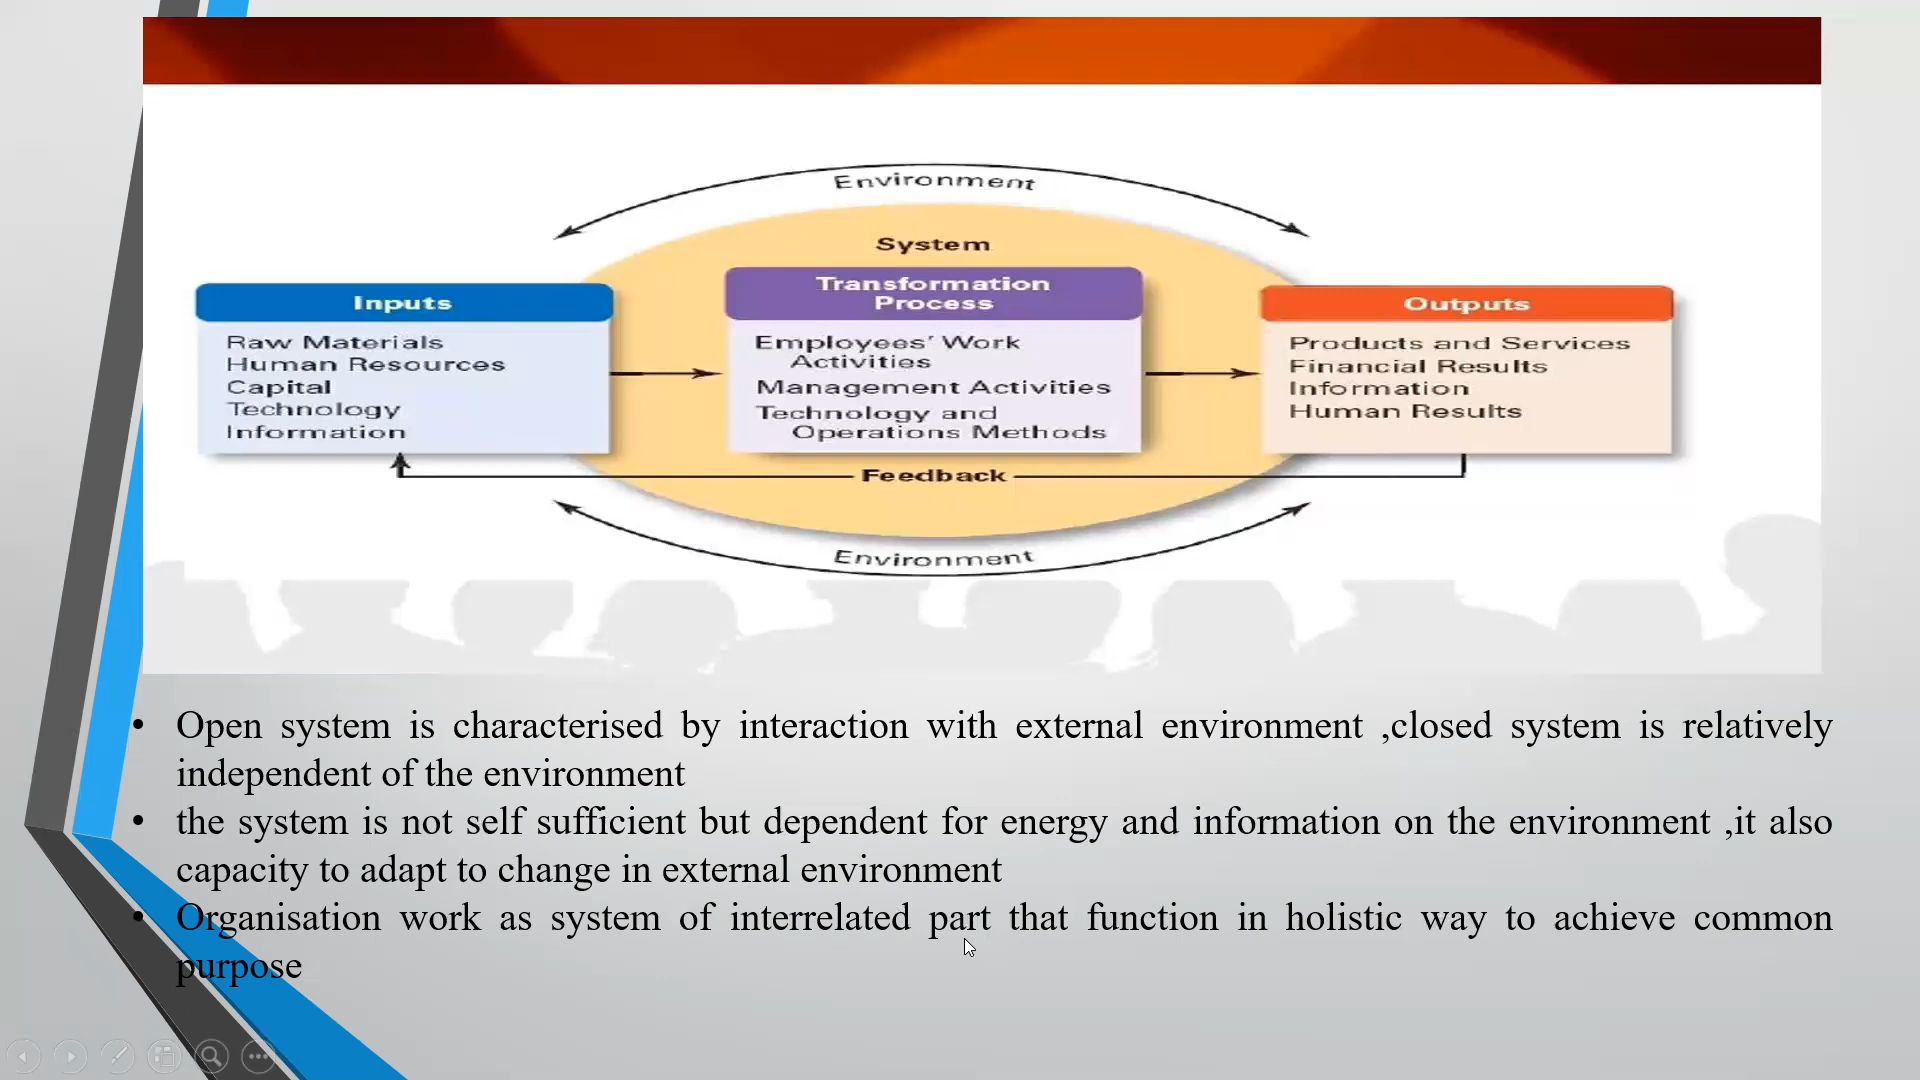 Environment
System
Inputs
Raw Materials
Human Resources
Capital
Technology
Information
Transformation
Process
Employees' Work
Activities
Management Activities
Technology and
Operations Methods
Outputs
Products and Services
Financial Results
Information
Human Results
Feedback
Environment
• Open system is characterised by interaction with external environment ,closed system is relatively
independent of the environment
• the system is not self sufficient but dependent for energy and information on the environment ,it also
capacity to adapt to change in external environment
• Organisation work as system of interrelated part that function in holistic way to achieve common
purpose